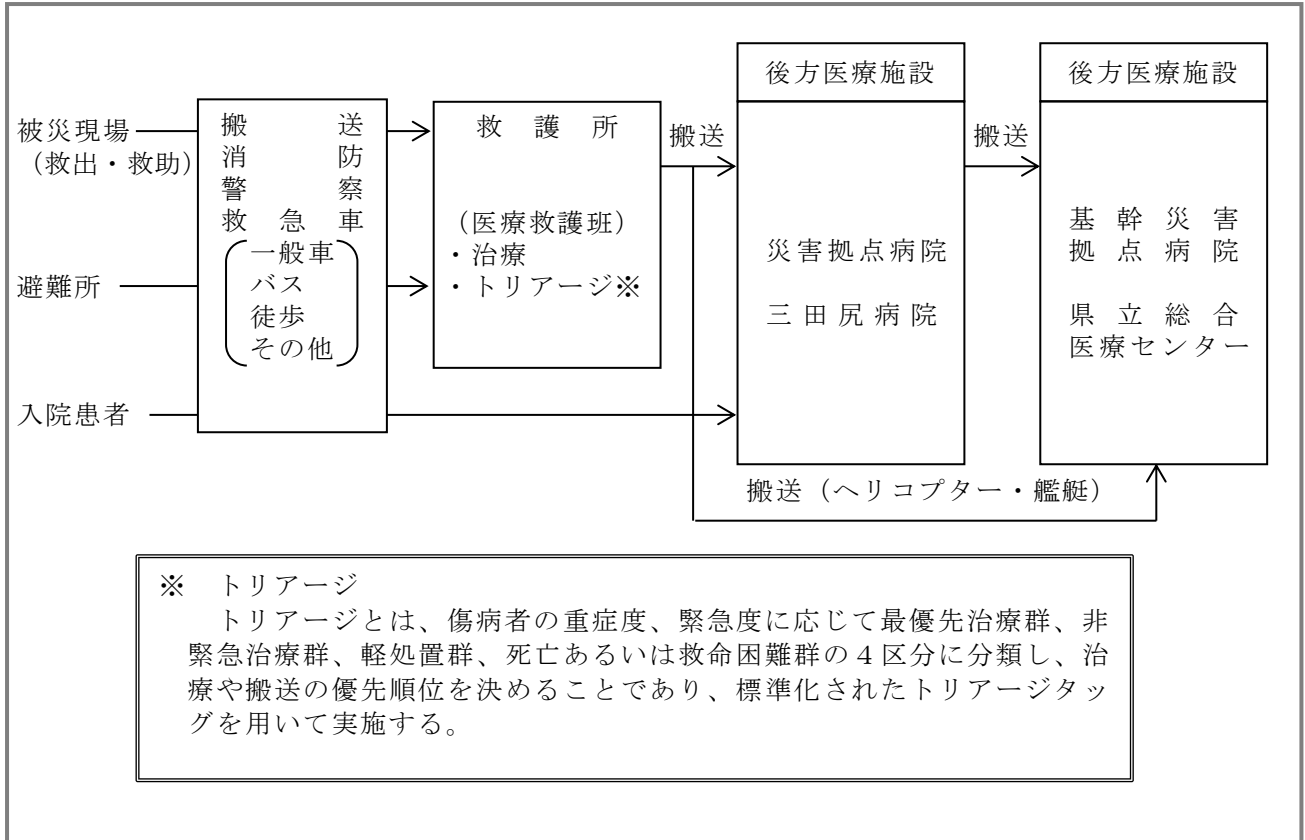 被災現場
(救出・救助)
避難所
入院患者
搬送
消防
警察
救急車
一般車
バス
徒歩
その他
救護所
(医療救護班)
・治療
・トリアージ※
搬送
後方医療施設
災害拠点病院
三田尻病院
搬送
後方医療施設
基幹災害
拠点病院
県立総合
医療センター
搬送(ヘリコプター・艦艇)
※ トリアージ
トリアージとは、傷病者の重症度、緊急度に応じて最優先治療群、非
緊急治療群、軽処置群、死亡あるいは救命困難群の4区分に分類し、治
療や搬送の優先順位を決めることであり、標準化されたトリアージタッ
グを用いて実施する。